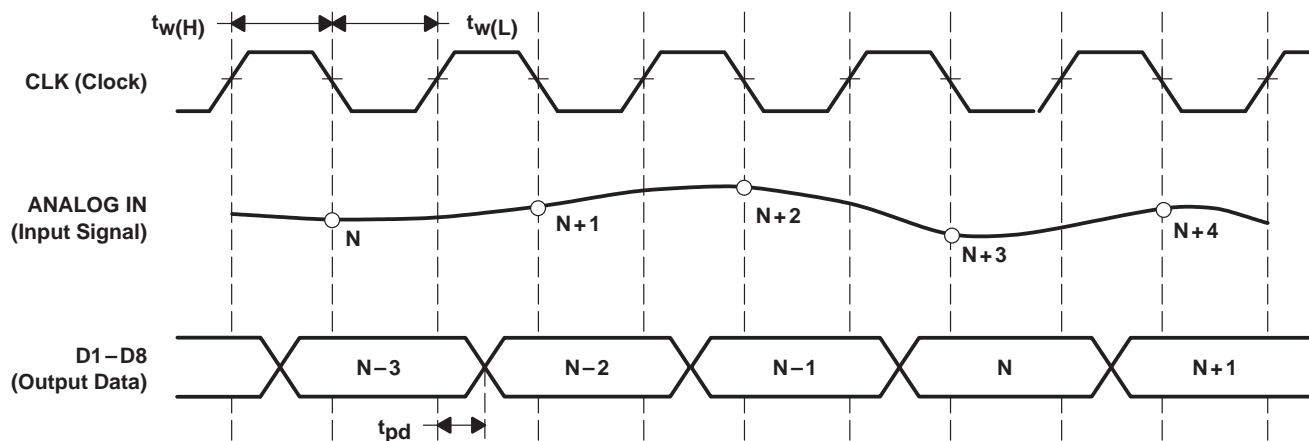 tw(H)
tw(L)
CLK (Clock)
ANALOG IN
(Input Signal)
N
N+1
N+2
N+3
N+4
D1–D8
(Output Data)
N–3
N–2
N–1
N
N+1
tpd